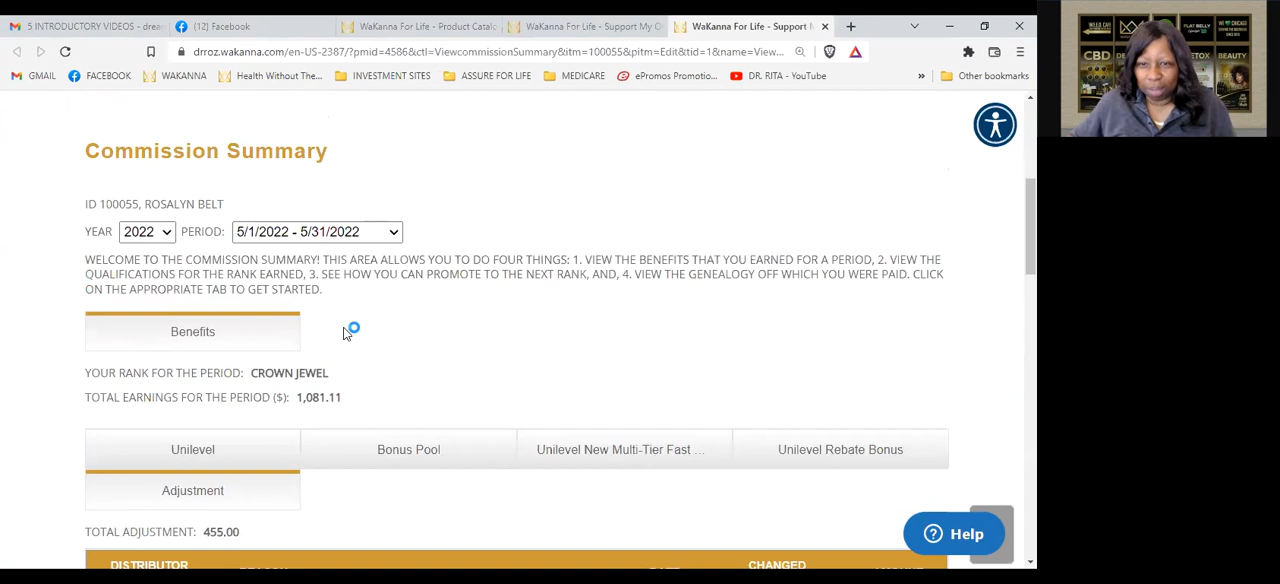 5 INTRODUCTORY VIDEOS - drea
(2) Facebook
WaKanna For Life - Product Catalo
WaKanna For Life - Support My O
WaKanna For Life - Support M
drroz.wakanna.com/en-US-2387/?pmid=4586&ctl=ViewcommissionSummary&itm=100055&pitm=Edit&tid=1&name=View...
GMAIL
FACEBOOK
WAKANNA
Health Without The...
INVESTMENT SITES
ASSURE FOR LIFE
MEDICARE
ePromos Promotio...
DR. RITA - YouTube
»
Other bookmarks
CBD
FLAT BELLY
DETOX
BEAUTY
Commission Summary
ID 100055, ROSALYN BELT
YEAR 2022 PERIOD: 5/1/2022 - 5/31/2022
WELCOME TO THE COMMISSION SUMMARY! THIS AREA ALLOWS YOU TO DO FOUR THINGS: 1. VIEW THE BENEFITS THAT YOU EARNED FOR A PERIOD, 2. VIEW THE
QUALIFICATIONS FOR THE RANK EARNED, 3. SEE HOW YOU CAN PROMOTE TO THE NEXT RANK, AND, 4. VIEW THE GENEALOGY OFF WHICH YOU WERE PAID. CLICK
ON THE APPROPRIATE TAB TO GET STARTED.
Benefits
YOUR RANK FOR THE PERIOD: CROWN JEWEL
TOTAL EARNINGS FOR THE PERIOD ($): 1,081.11
Unilevel
Bonus Pool
Unilevel New Multi-Tier Fast ...
Unilevel Rebate Bonus
Adjustment
TOTAL ADJUSTMENT: 455.00
Help
DISTRIBUTOR
CHANGED